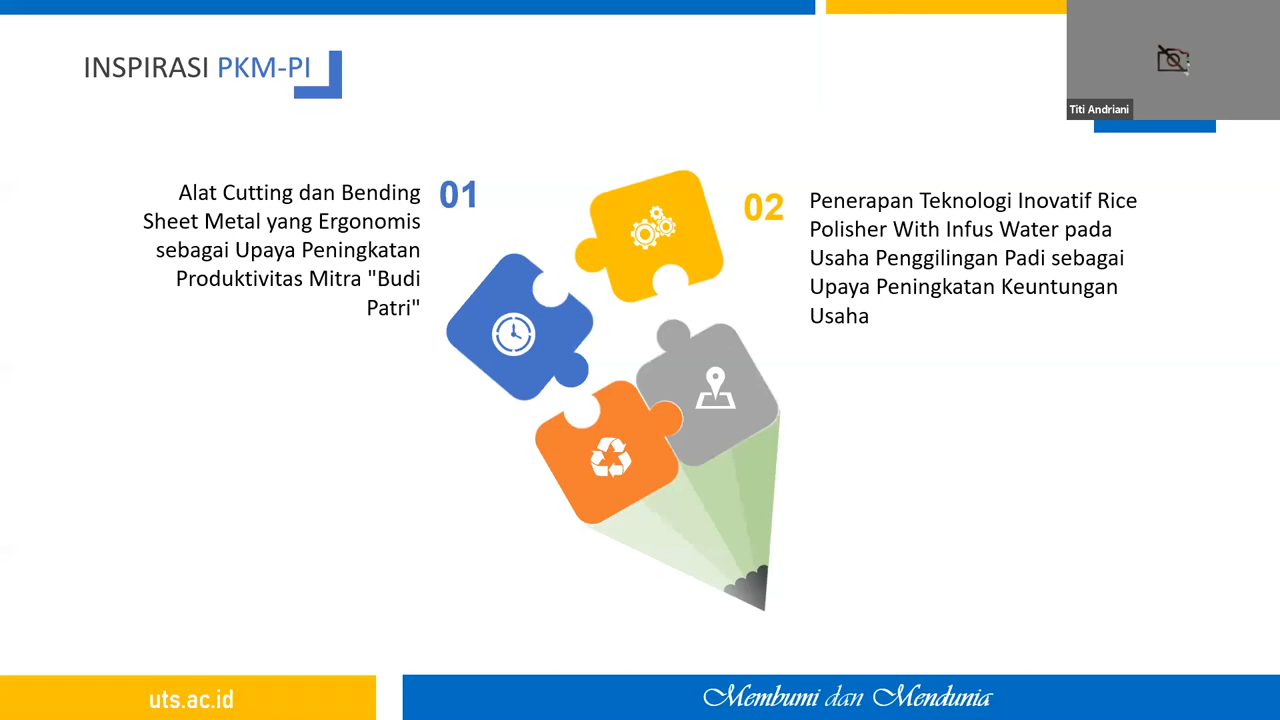 INSPIRASI PKM-PI
Titi Andriani
01
Alat Cutting dan Bending
Sheet Metal yang Ergonomis
sebagai Upaya Peningkatan
Produktivitas Mitra "Budi
Patri"
02
Penerapan Teknologi Inovatif Rice
Polisher With Infus Water pada
Usaha Penggilingan Padi sebagai
Upaya Peningkatan Keuntungan
Usaha
uts.ac.id
Membumi dan Mendunia